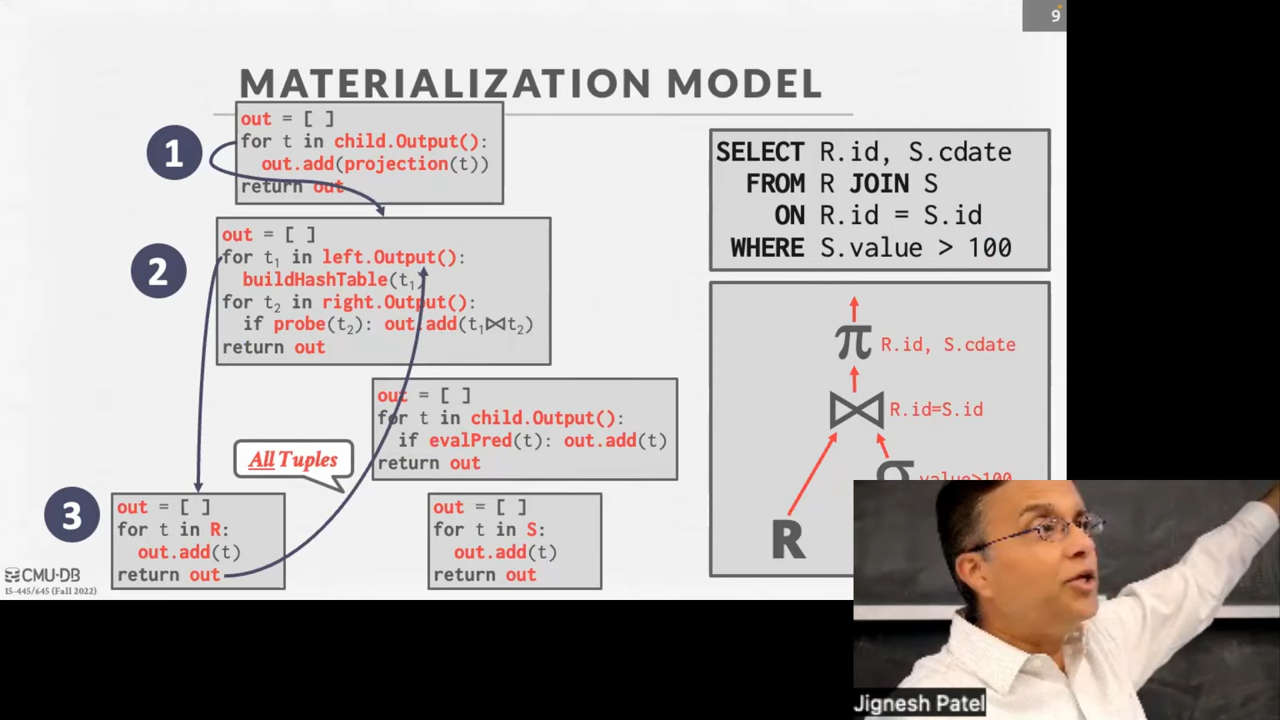 9
MATERIALIZATION MODEL
1
out = [ ]
for t in child.Output():
out.add(projection(t))
return out
2
out = [ ]
for t₁ in left.Output():
buildHashTable(t₁)
for t₂ in right.Output():
if probe(t₂): out.add(t₁⋈t₂)
return out
out = [ ]
for t in child.Output():
if evalPred(t): out.add(t)
return out
All Tuples
3
out = [ ]
for t in R:
out.add(t)
return out
out = [ ]
for t in S:
out.add(t)
return out
SELECT R.id, S.cdate
FROM R JOIN S
ON R.id = S.id
WHERE S.value > 100
π R.id, S.cdate
⋈ R.id=S.id
σ value>100
R
CMU·DB
15-445/645 (Fall 2022)
Jignesh Patel